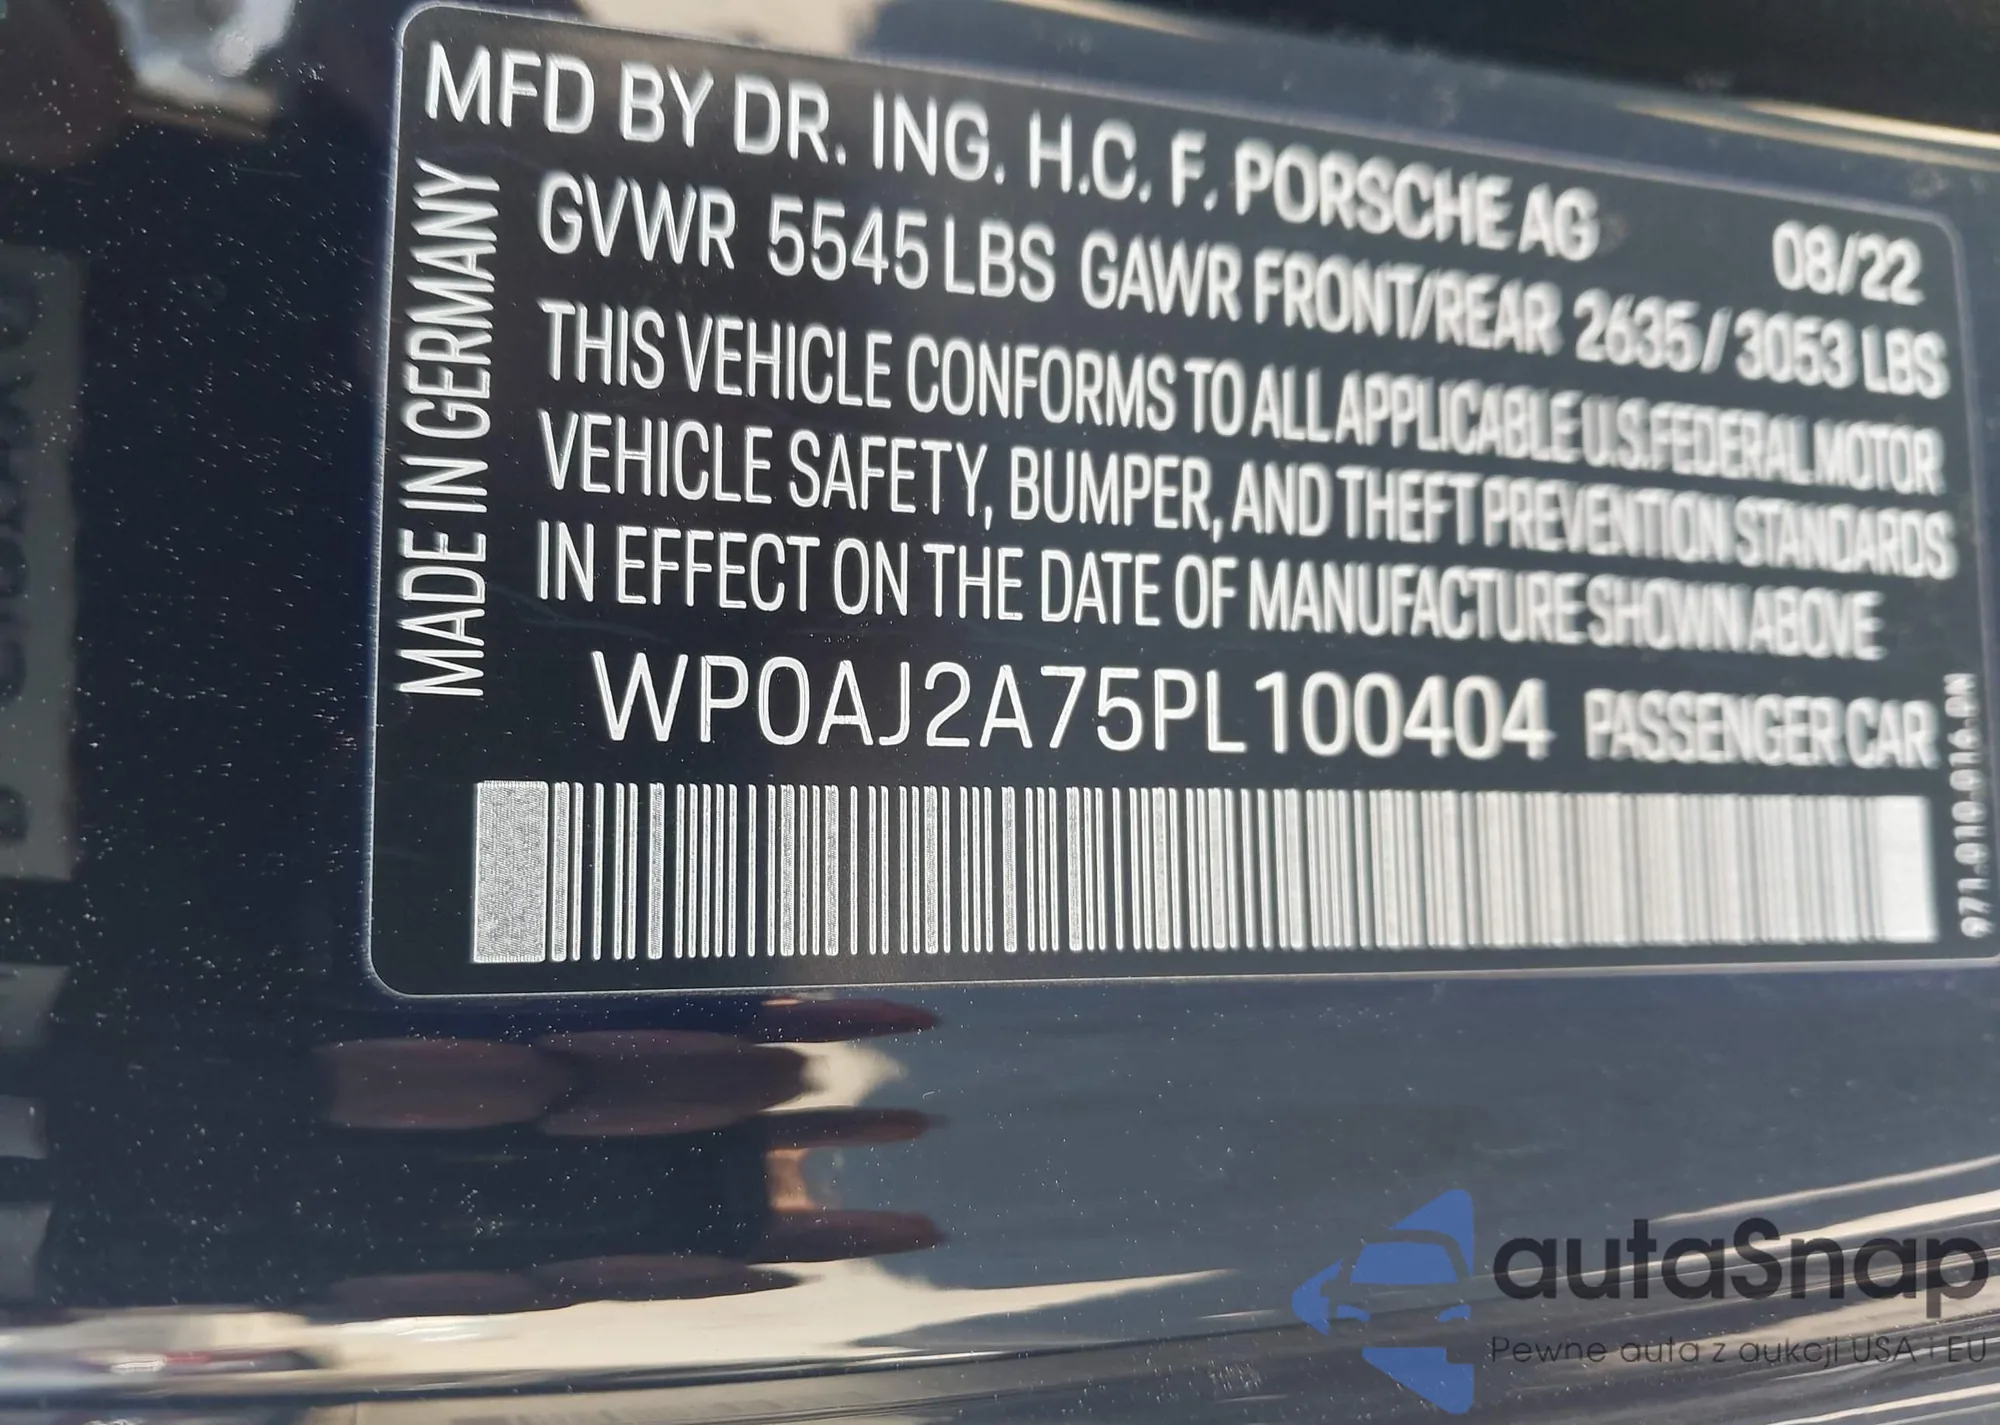 MFD BY DR. ING. H.C. F. PORSCHE AG 08/22
GVWR 5545 LBS GAWR FRONT/REAR 2635 / 3053 LBS
THIS VEHICLE CONFORMS TO ALL APPLICABLE U.S. FEDERAL MOTOR
VEHICLE SAFETY, BUMPER, AND THEFT PREVENTION STANDARDS
IN EFFECT ON THE DATE OF MANUFACTURE SHOWN ABOVE
WP0AJ2A75PL100404 PASSENGER CAR
MADE IN GERMANY
autaSnap
Pewne auta z aukcji USA i EU